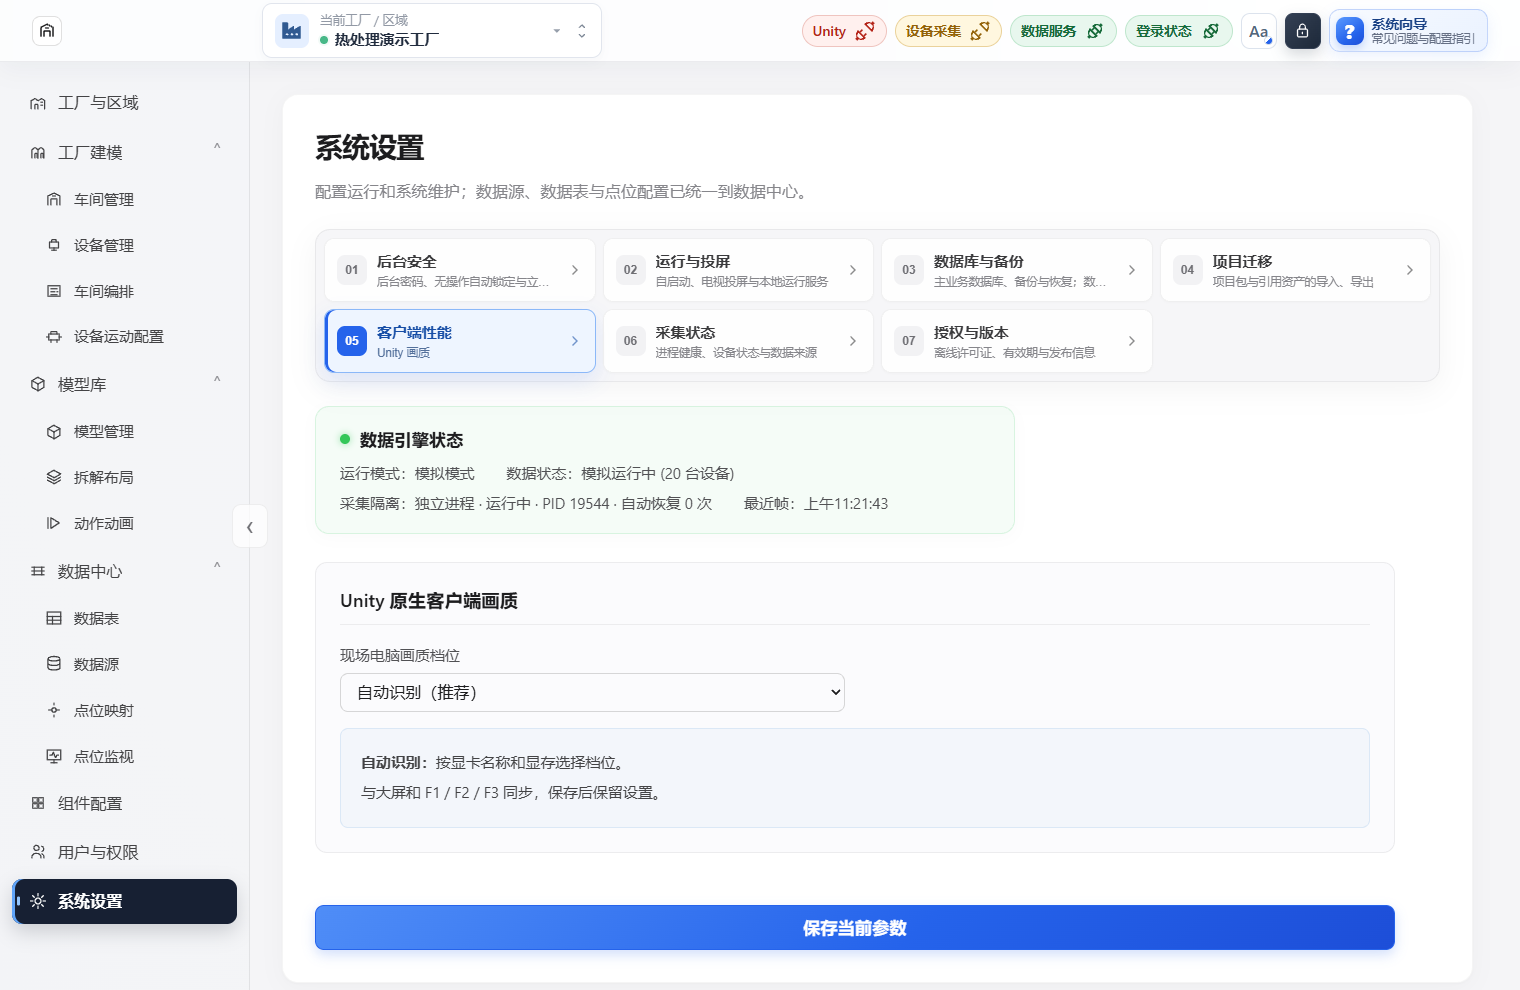 当前工厂 / 区域
热处理演示工厂
Unity
设备采集
数据服务
登录状态
Aa
?
系统向导
常见问题与配置指引
工厂与区域
工厂建模
车间管理
设备管理
车间编排
设备运动配置
模型库
模型管理
拆解布局
动作动画
数据中心
数据表
数据源
点位映射
点位监视
组件配置
用户与权限
系统设置
系统设置
配置运行和系统维护；数据源、数据表与点位配置已统一到数据中心。
01
后台安全
后台密码、无操作自动锁定与立...
02
运行与投屏
自启动、电视投屏与本地运行服务
03
数据库与备份
主业务数据库、备份与恢复；数...
04
项目迁移
项目包与引用资产的导入、导出
05
客户端性能
Unity 画质
06
采集状态
进程健康、设备状态与数据来源
07
授权与版本
离线许可证、有效期与发布信息
数据引擎状态
运行模式：模拟模式 数据状态：模拟运行中 (20 台设备)
采集隔离：独立进程 · 运行中 · PID 19544 · 自动恢复 0 次 最近帧：上午11:21:43
Unity 原生客户端画质
现场电脑画质档位
自动识别（推荐）
自动识别：按显卡名称和显存选择档位。
与大屏和 F1 / F2 / F3 同步，保存后保留设置。
保存当前参数